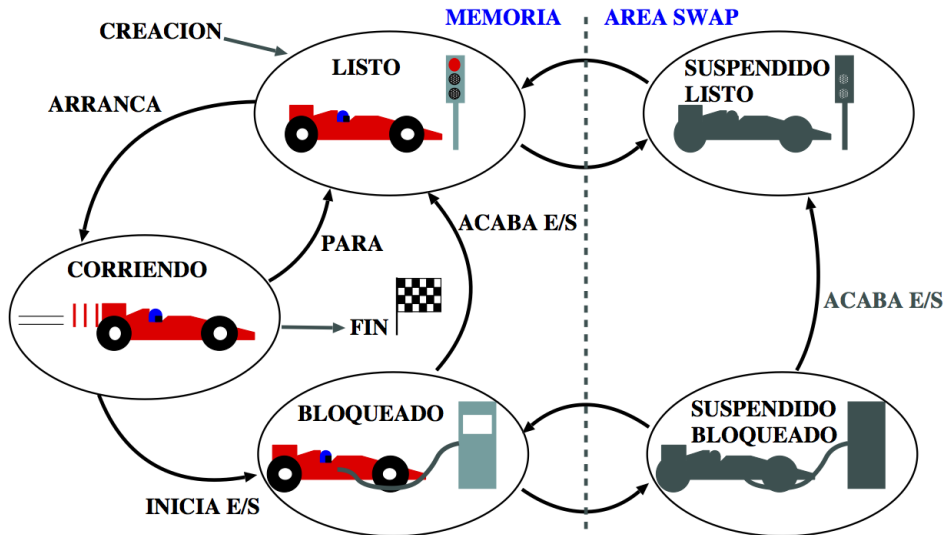 MEMORIA
AREA SWAP
CREACION
LISTO
SUSPENDIDO
LISTO
ARRANCA
ACABA E/S
PARA
CORRIENDO
FIN
ACABA E/S
BLOQUEADO
SUSPENDIDO
BLOQUEADO
INICIA E/S